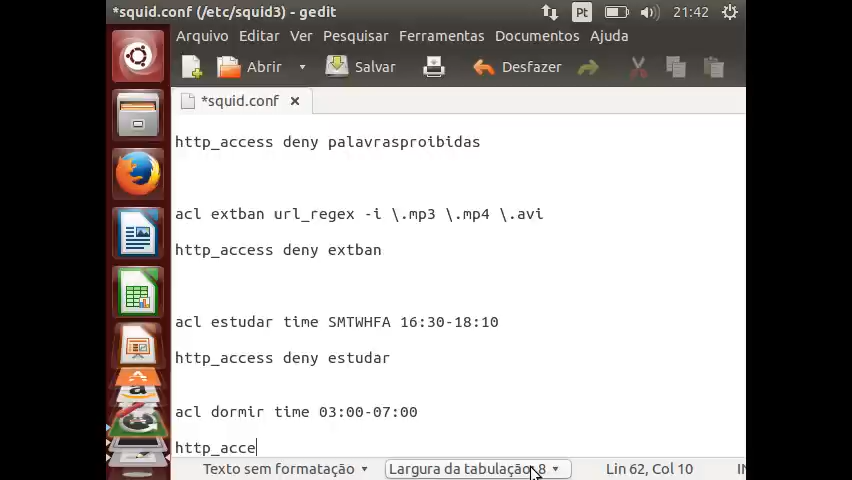 *squid.conf (/etc/squid3) - gedit
Pt
21:42
Arquivo Editar Ver Pesquisar Ferramentas Documentos Ajuda
Abrir Salvar Desfazer
*squid.conf ×
http_access deny palavrasproibidas
acl extban url_regex -i \.mp3 \.mp4 \.avi
http_access deny extban
acl estudar time SMTWHFA 16:30-18:10
http_access deny estudar
acl dormir time 03:00-07:00
http_acce
Texto sem formatação Largura da tabulação: 8 Lin 62, Col 10 IN